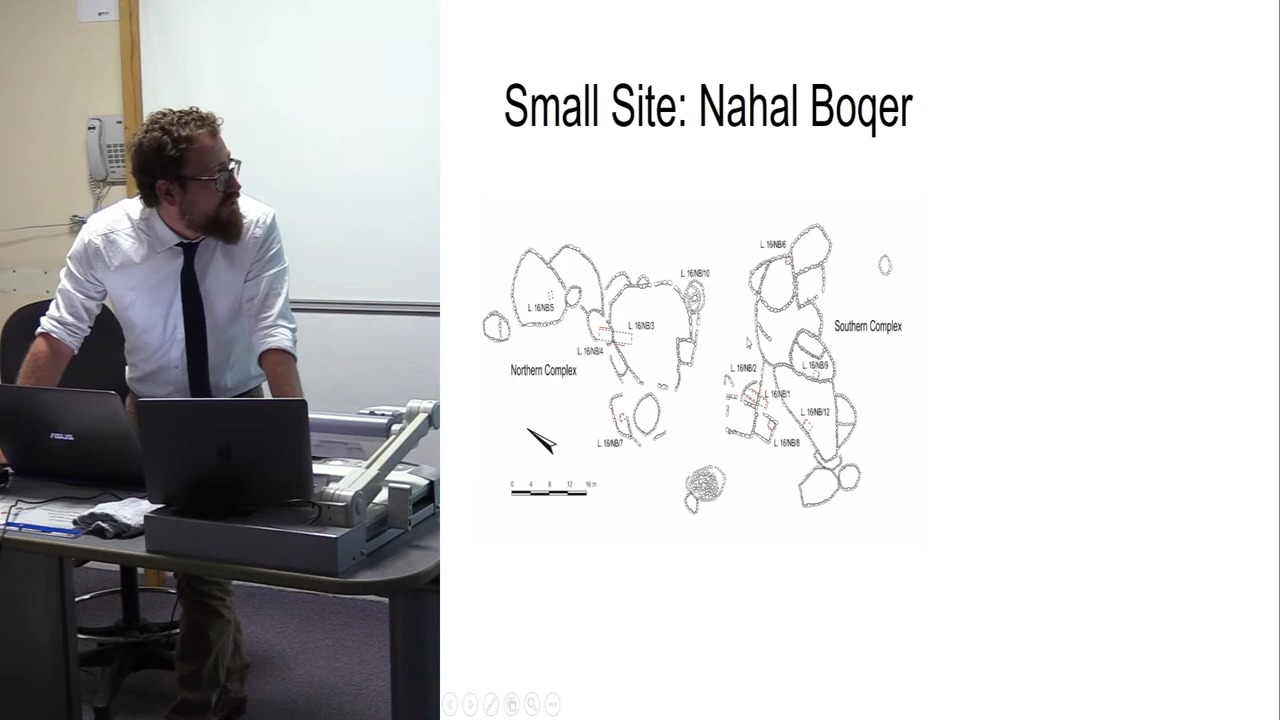 Small Site: Nahal Boqer
L. 16/NB/6
L. 16/NB/10
L. 16/NB/5
L. 16/NB/3
Southern Complex
L. 16/NB/4
Northern Complex
L. 16/NB/2
L. 16/NB/9
L. 16/NB/1
L. 16/NB/12
L. 16/NB/7
L. 16/NB/8
0 4 8 12 16 m
ASUS